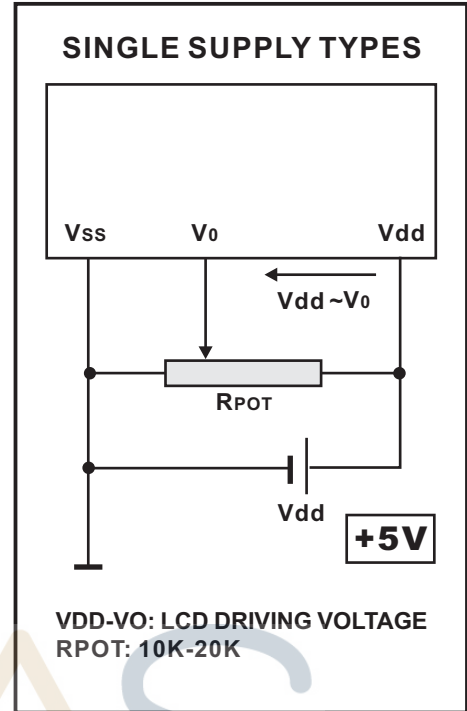 SINGLE SUPPLY TYPES
Vss V0 Vdd
Vdd ~V0
RPOT
Vdd
+5V
VDD-VO: LCD DRIVING VOLTAGE
RPOT: 10K-20K